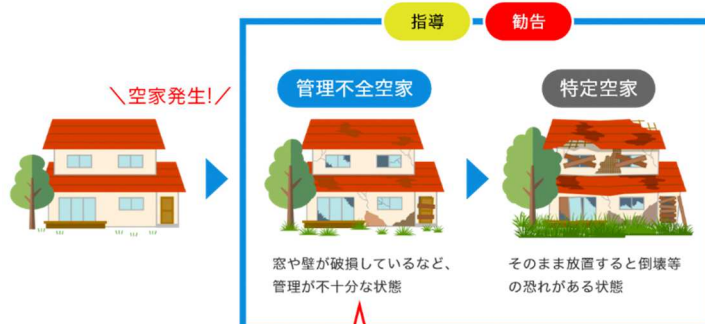 指導
勧告
＼空家発生!／
管理不全空家
特定空家
窓や壁が破損しているなど、
管理が不十分な状態
そのまま放置すると倒壊等
の恐れがある状態